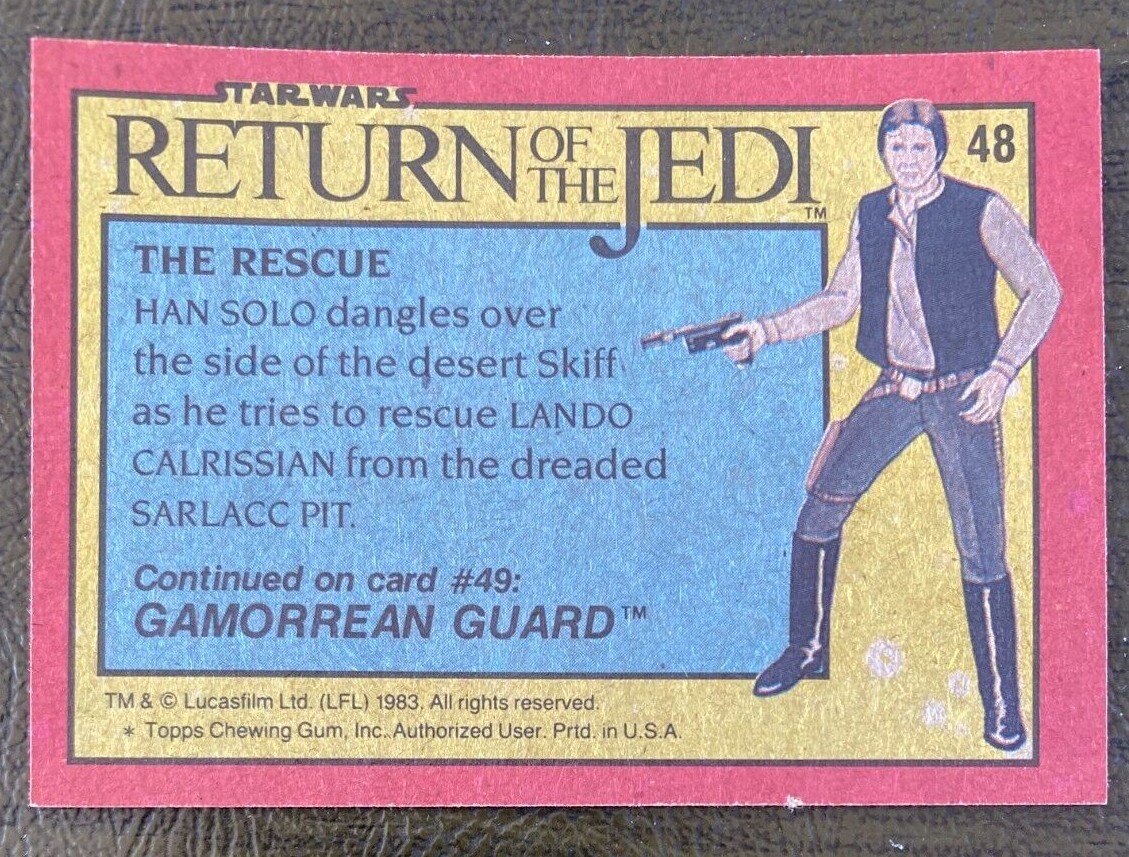 STAR WARS
RETURN OF THE JEDI TM
48
THE RESCUE
HAN SOLO dangles over
the side of the desert Skiff
as he tries to rescue LANDO
CALRISSIAN from the dreaded
SARLACC PIT.
Continued on card #49:
GAMORREAN GUARD™
TM & © Lucasfilm Ltd. (LFL) 1983. All rights reserved.
* Topps Chewing Gum, Inc. Authorized User. Prtd. in U.S.A.